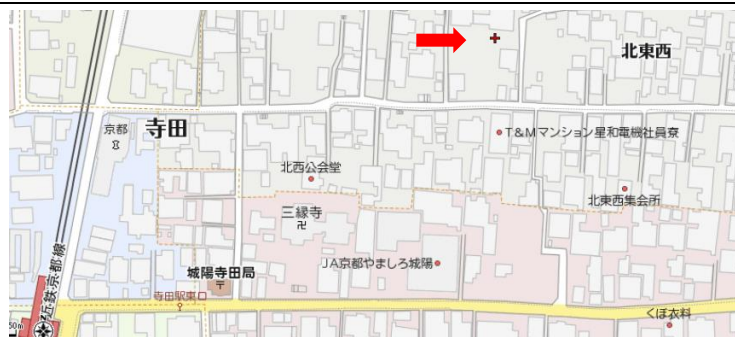 北東西
京都
寺田
T&Mマンション星和電機社員寮
北西公会堂
北東西集会所
三縁寺
卍
JA京都やましろ城陽
近鉄京都線
城陽寺田局
〒
寺田駅東口
くぼ衣料
50m